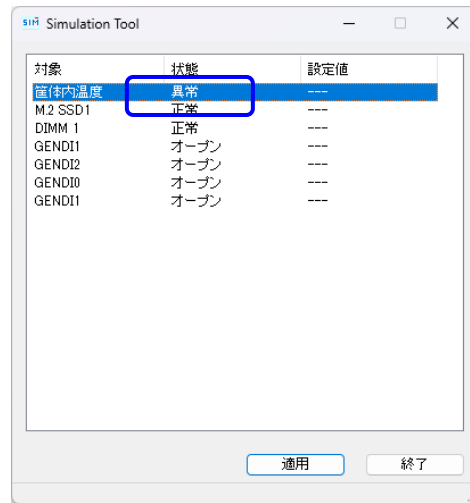 SIM Simulation Tool
対象 状態 設定値
筐体内温度 異常 ---
M.2 SSD1 正常 ---
DIMM 1 正常 ---
GENDI1 オープン ---
GENDI2 オープン ---
GENDI0 オープン ---
GENDI1 オープン ---
適用 終了